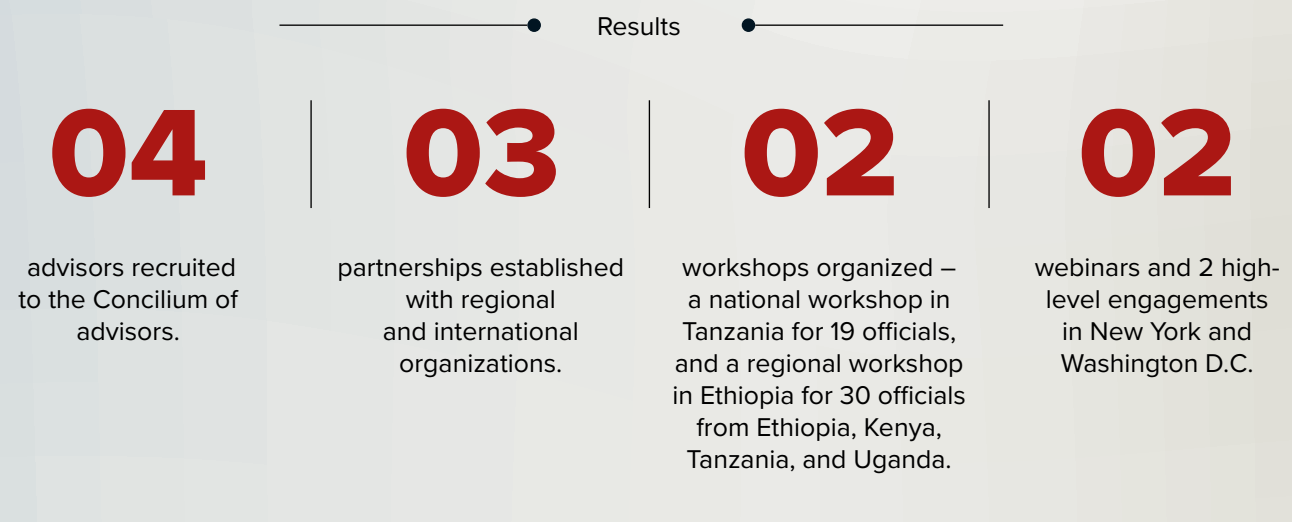 Results
04
advisors recruited
to the Concilium of
advisors.
03
partnerships established
with regional
and international
organizations.
02
workshops organized –
a national workshop in
Tanzania for 19 officials,
and a regional workshop
in Ethiopia for 30 officials
from Ethiopia, Kenya,
Tanzania, and Uganda.
02
webinars and 2 high-
level engagements
in New York and
Washington D.C.